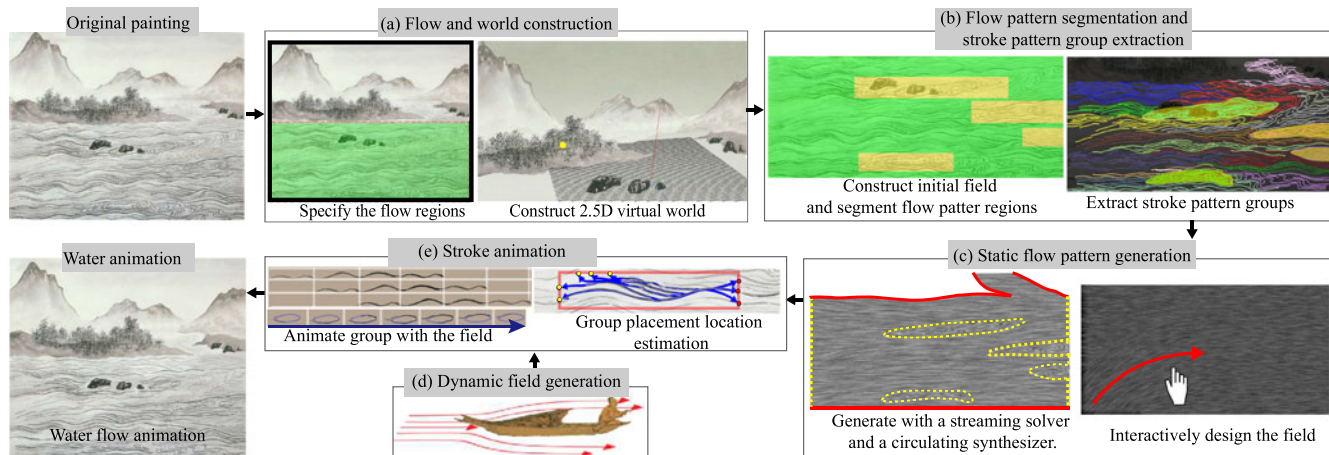 Original painting
(a) Flow and world construction
Specify the flow regions
Construct 2.5D virtual world
(b) Flow pattern segmentation and
stroke pattern group extraction
Construct initial field
and segment flow patter regions
Extract stroke pattern groups
(c) Static flow pattern generation
Generate with a streaming solver
and a circulating synthesizer.
Interactively design the field
(d) Dynamic field generation
(e) Stroke animation
Animate group with the field
Group placement location
estimation
Water animation
Water flow animation